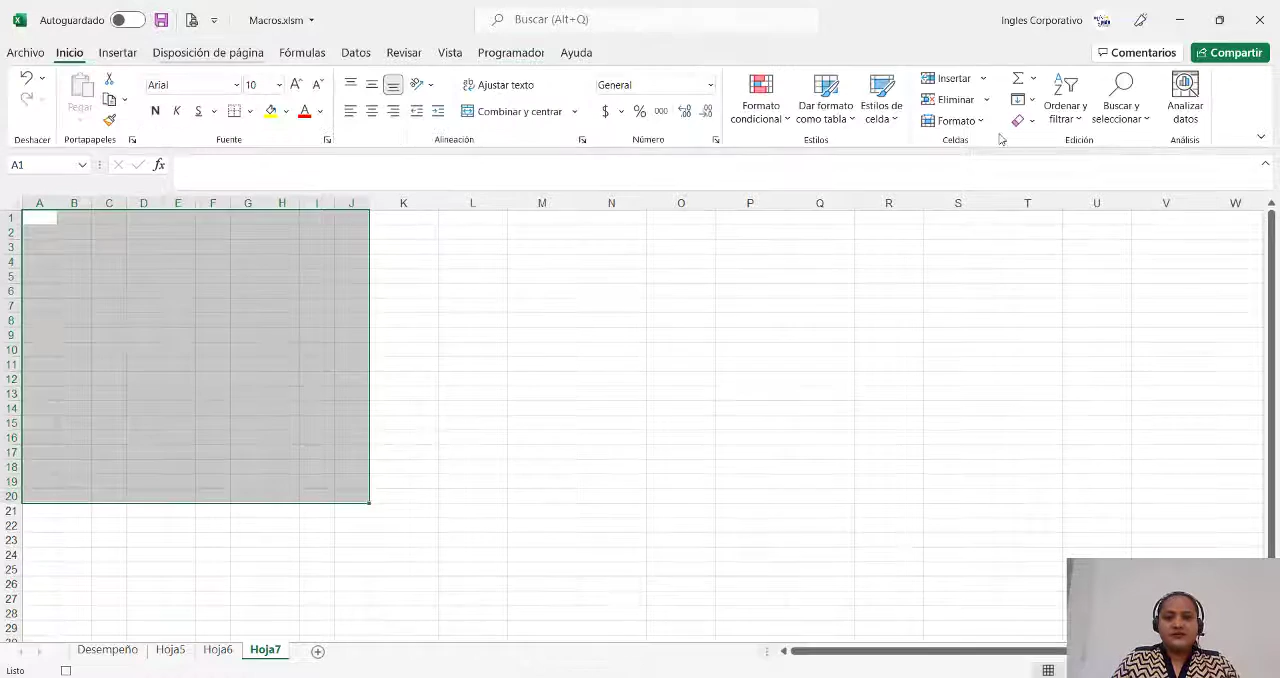 Autoguardado Macros.xlsm Buscar (Alt+Q) Ingles Corporativo
Archivo Inicio Insertar Disposición de página Fórmulas Datos Revisar Vista Programador Ayuda Comentarios Compartir
Pegar Arial 10 Ajustar texto General Formato condicional Dar formato como tabla Estilos de celda Insertar Ordenar y filtrar Buscar y seleccionar Analizar datos
N K S Combinar y centrar $ % 000 Eliminar
Formato
Deshacer Portapapeles Fuente Alineación Número Estilos Celdas Edición Análisis
A1 fx
A B C D E F G H I J K L M N O P Q R S T U V W
1
2
3
4
5
6
7
8
9
10
11
12
13
14
15
16
17
18
19
20
21
22
23
24
25
26
27
28
29
Desempeño Hoja5 Hoja6 Hoja7
Listo